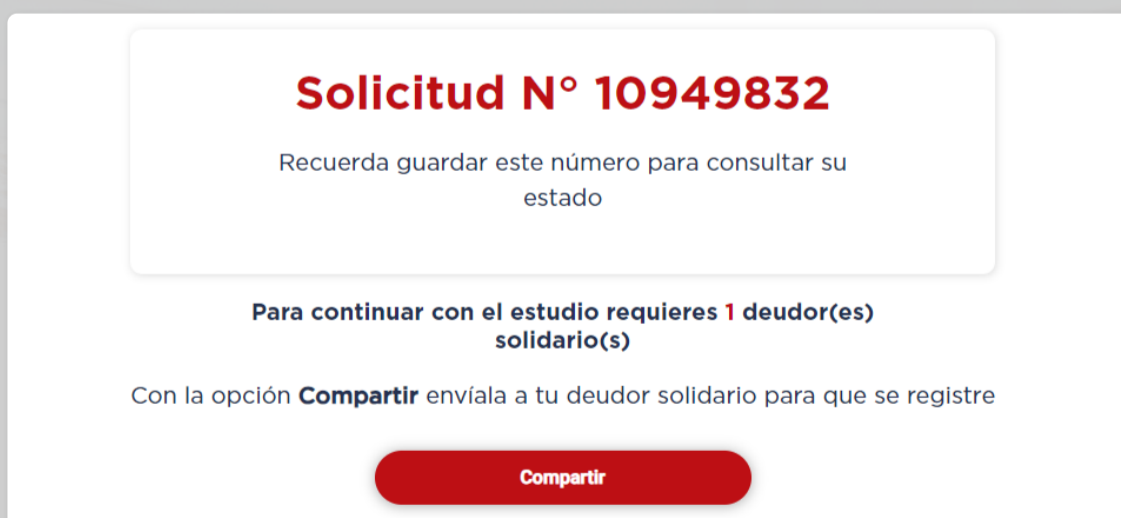 Solicitud N° 10949832
Recuerda guardar este número para consultar su
estado
Para continuar con el estudio requieres 1 deudor(es)
solidario(s)
Con la opción Compartir envíala a tu deudor solidario para que se registre
Compartir